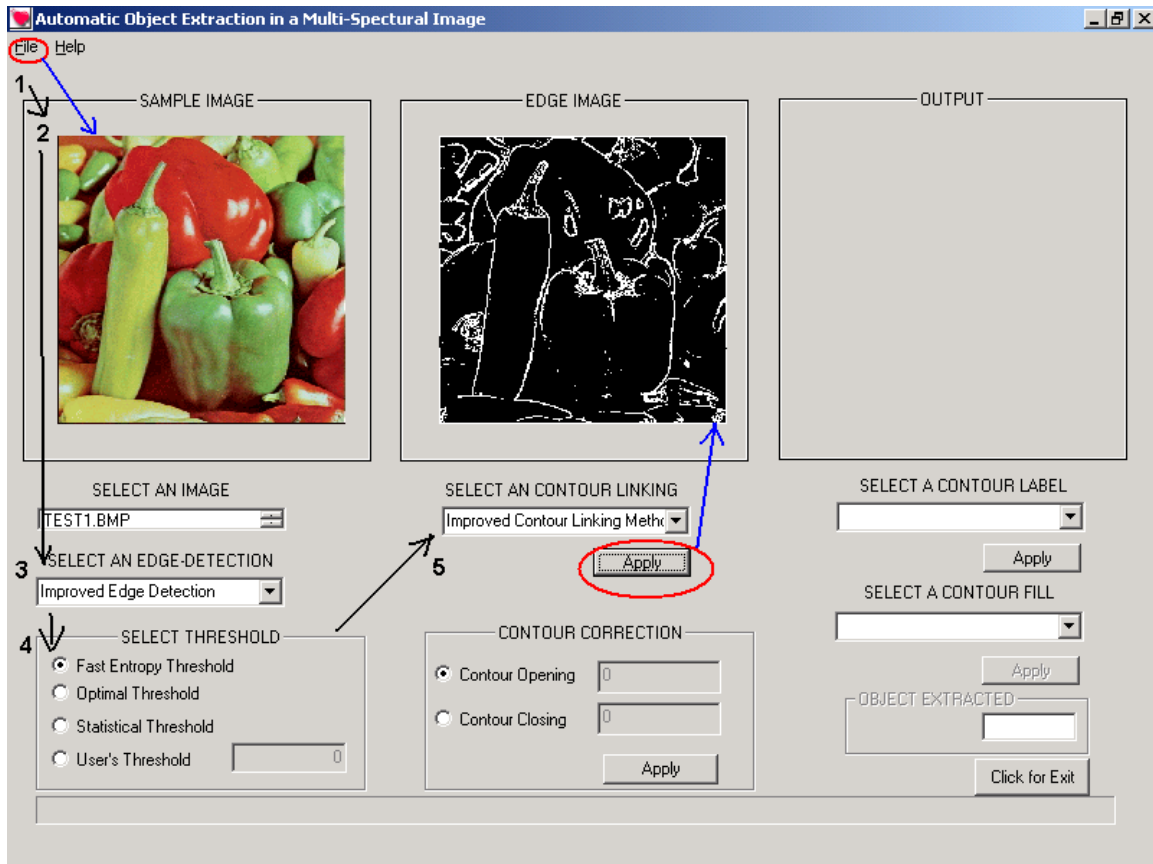 Automatic Object Extraction in a Multi-Spectural Image
File Help
1
2
SAMPLE IMAGE
EDGE IMAGE
OUTPUT
SELECT AN IMAGE
TEST1.BMP
3
SELECT AN EDGE-DETECTION
Improved Edge Detection
4
SELECT THRESHOLD
Fast Entropy Threshold
Optimal Threshold
Statistical Threshold
User's Threshold 0
SELECT AN CONTOUR LINKING
Improved Contour Linking Metho
5
Apply
CONTOUR CORRECTION
Contour Opening 0
Contour Closing 0
Apply
SELECT A CONTOUR LABEL
Apply
SELECT A CONTOUR FILL
Apply
OBJECT EXTRACTED
Click for Exit